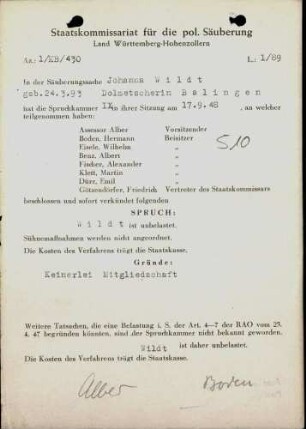 Staatskommissariat für die pol. Säuberung
Land Württemberg-Hohenzollern
Az: 1/KB/430 L: 1/89
In der Säuberungssache Johanna Wildt
geb. 24.3.93 Dolmetscherin Balingen
hat die Spruchkammer IX in ihrer Sitzung am 17.9.48, an welcher
teilgenommen haben:
Assessor Alber Vorsitzender
Boden, Hermann Beisitzer
Eisele, Wilhelm „
Benz, Albert „
Fischer, Alexander „
Klett, Martin „
Dürr, Emil „
Gitzendörfer, Friedrich Vertreter des Staatskommissars
510
beschlossen und sofort verkündet folgenden
SPRUCH:
Wildt ist unbelastet.
Sühnemaßnahmen werden nicht angeordnet.
Die Kosten des Verfahrens trägt die Staatskasse.
Gründe:
Keinerlei Mitgliedschaft
Weitere Tatsachen, die eine Belastung i. S. der Art. 4—7 der RAO vom 25.
4. 47 begründen könnten, sind der Spruchkammer nicht bekannt geworden.
Wildt ist daher unbelastet.
Die Kosten des Verfahrens trägt die Staatskasse.
Alber Boden